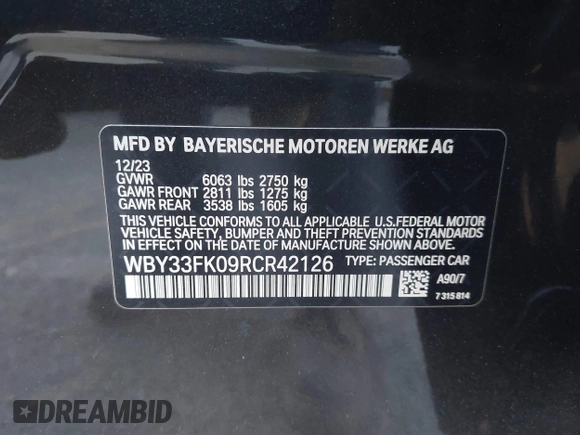 MFD BY BAYERISCHE MOTOREN WERKE AG
12/23
GVWR 6063 lbs 2750 kg
GAWR FRONT 2811 lbs 1275 kg
GAWR REAR 3538 lbs 1605 kg
THIS VEHICLE CONFORMS TO ALL APPLICABLE U.S.FEDERAL MOTOR
VEHICLE SAFETY, BUMPER AND THEFT PREVENTION STANDARDS
IN EFFECT ON THE DATE OF MANUFACTURE SHOWN ABOVE.
WBY33FK09RCR42126 TYPE: PASSENGER CAR
A90/7
7315814
DREAMBID